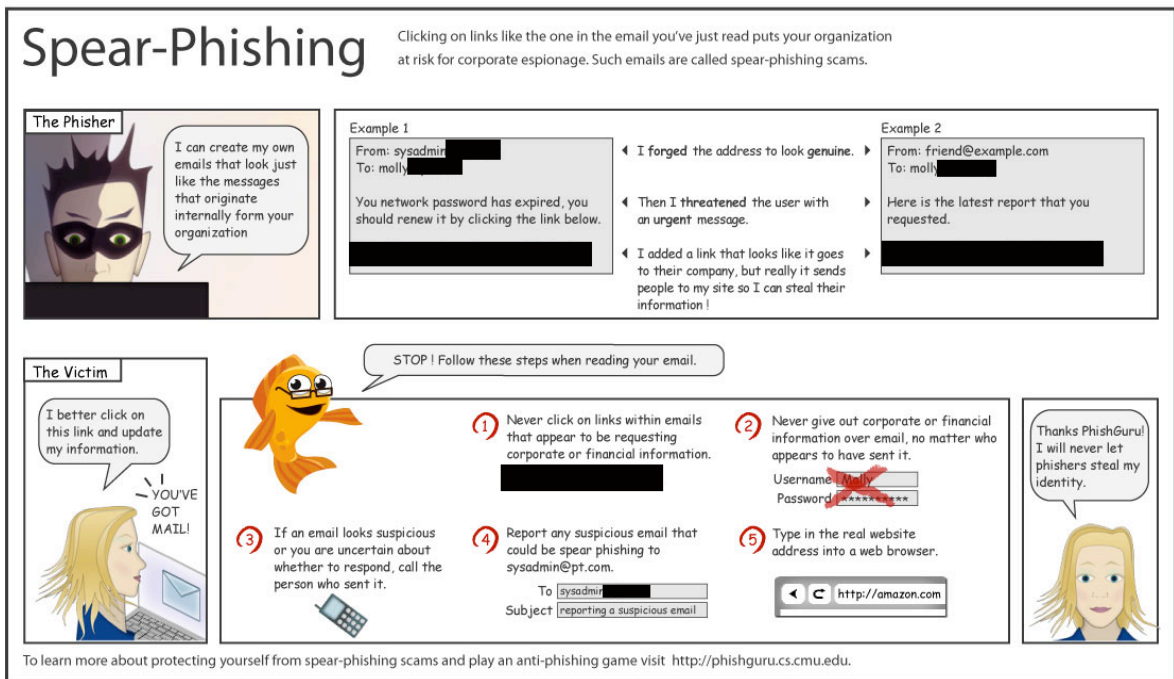 Spear-Phishing
Clicking on links like the one in the email you've just read puts your organization
at risk for corporate espionage. Such emails are called spear-phishing scams.
The Phisher
I can create my own
emails that look just
like the messages
that originate
internally form your
organization
Example 1
From: sysadmin
To: molly
You network password has expired, you
should renew it by clicking the link below.
I forged the address to look genuine.
Then I threatened the user with
an urgent message.
I added a link that looks like it goes
to their company, but really it sends
people to my site so I can steal their
information !
Example 2
From: friend@example.com
To: molly
Here is the latest report that you
requested.
The Victim
I better click on
this link and update
my information.
YOU'VE
GOT
MAIL!
STOP ! Follow these steps when reading your email.
1 Never click on links within emails
that appear to be requesting
corporate or financial information.
2 Never give out corporate or financial
information over email, no matter who
appears to have sent it.
Username Molly
Password **********
3 If an email looks suspicious
or you are uncertain about
whether to respond, call the
person who sent it.
4 Report any suspicious email that
could be spear phishing to
sysadmin@pt.com.
To sysadmin
Subject reporting a suspicious email
5 Type in the real website
address into a web browser.
http://amazon.com
Thanks PhishGuru!
I will never let
phishers steal my
identity.
To learn more about protecting yourself from spear-phishing scams and play an anti-phishing game visit http://phishguru.cs.cmu.edu.